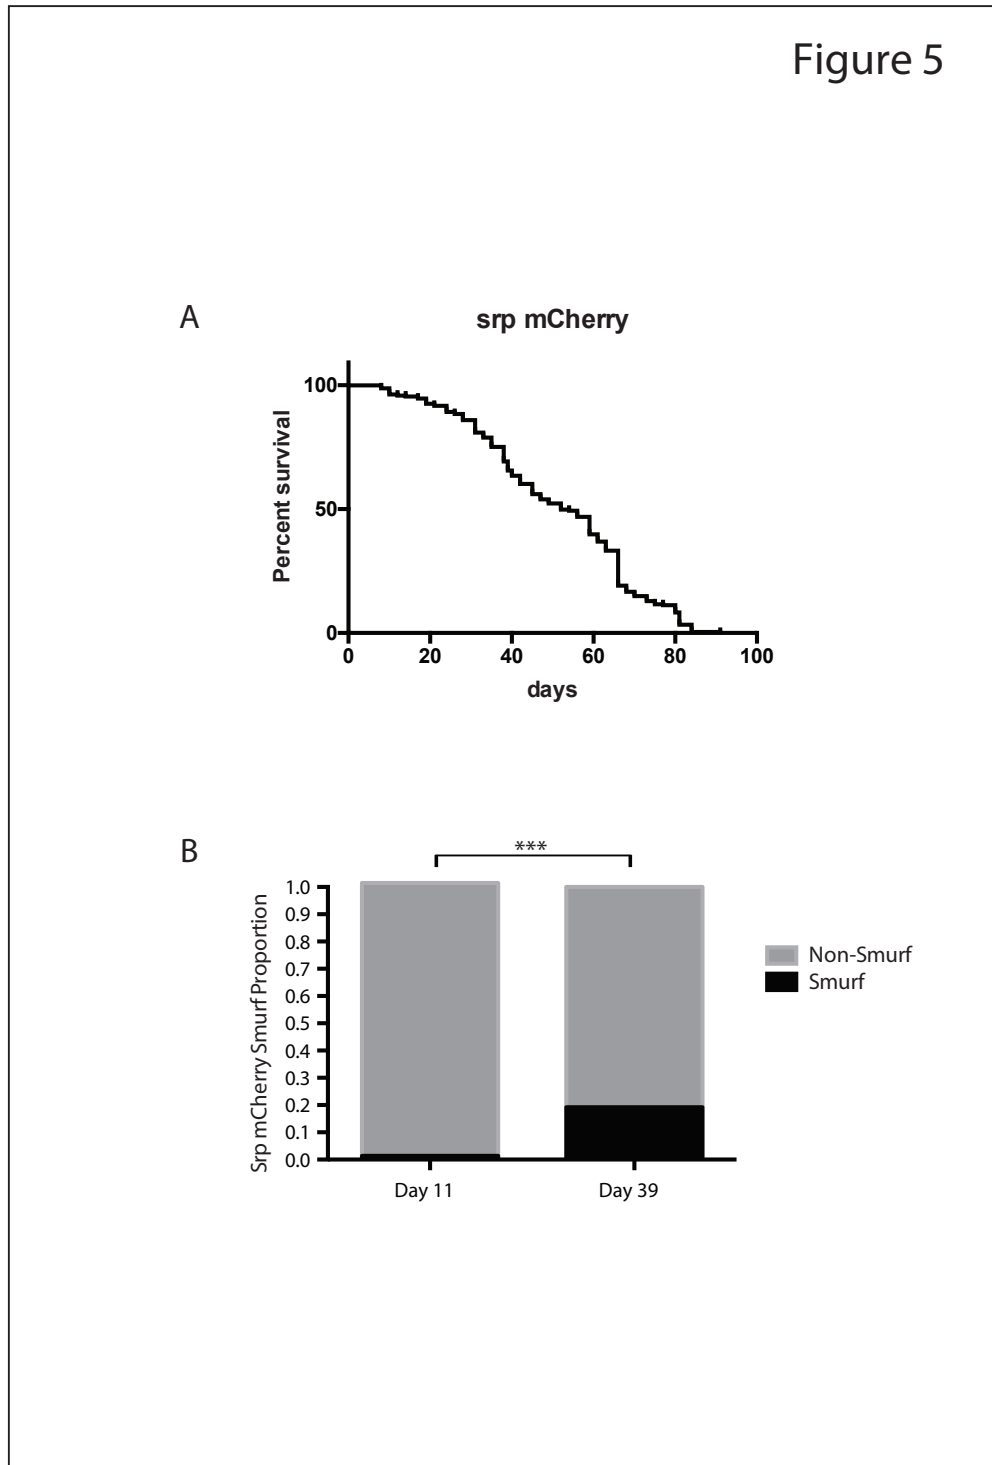 Figure 5
A
srp mCherry
Percent survival
100
50
0
0 20 40 60 80 100
days
B
***
Srp mCherry Smurf Proportion
1.0
0.9
0.8
0.7
0.6
0.5
0.4
0.3
0.2
0.1
0.0
Day 11 Day 39
Non-Smurf
Smurf